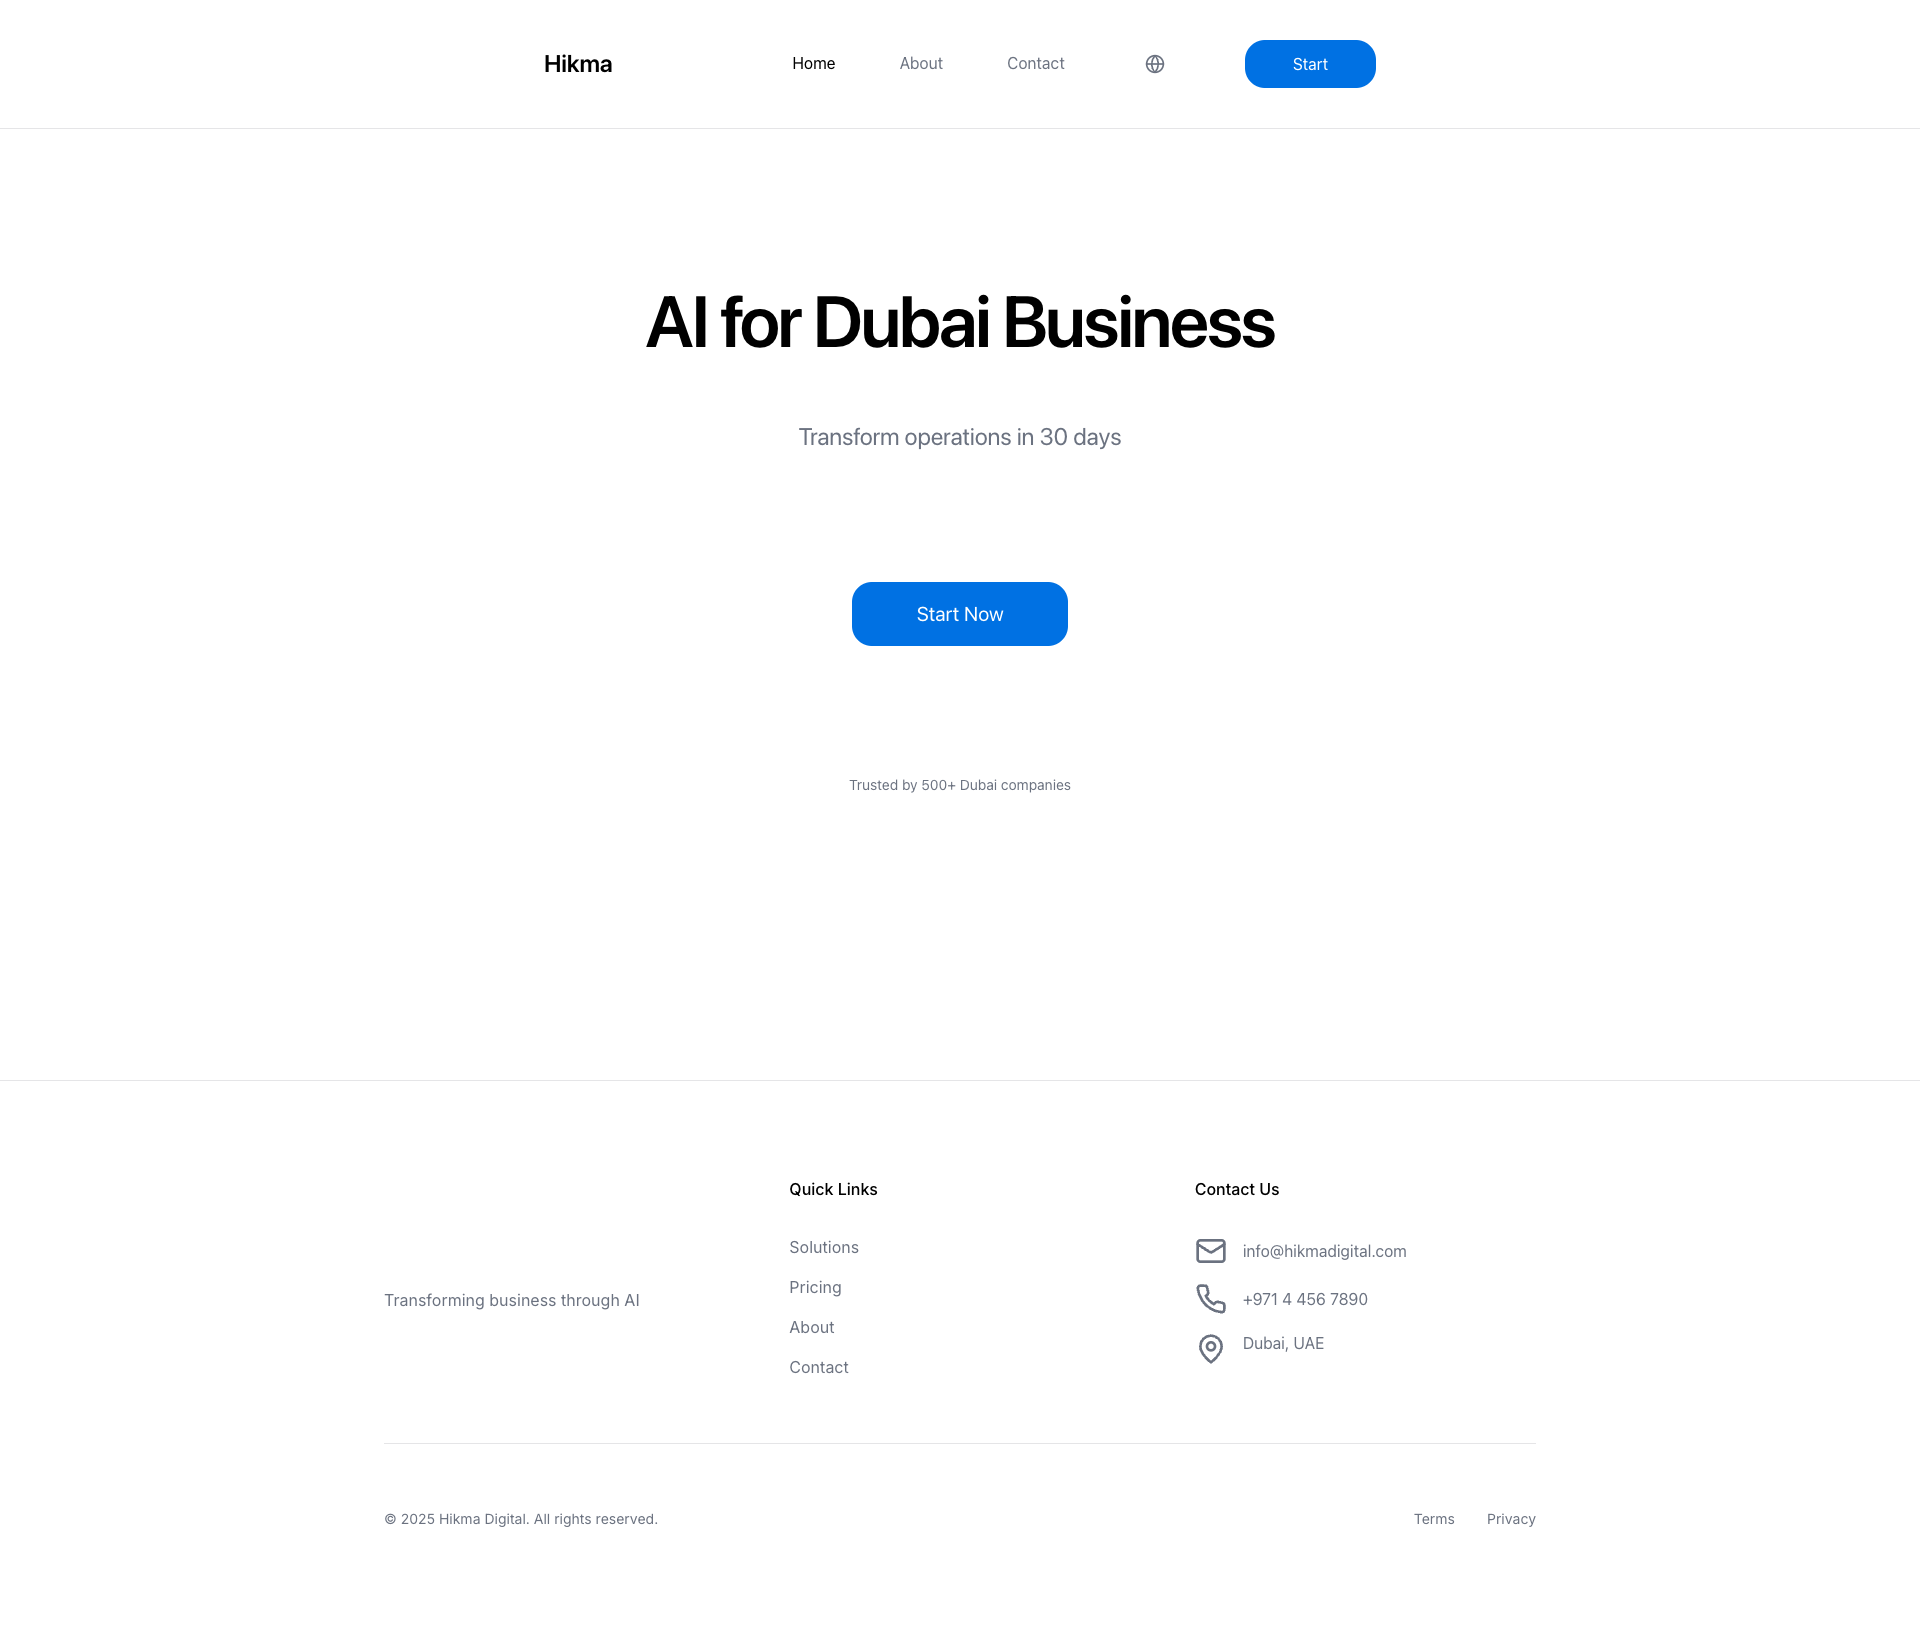 Hikma
Home
About
Contact
Start
AI for Dubai Business
Transform operations in 30 days
Start Now
Trusted by 500+ Dubai companies
Transforming business through AI
Quick Links
Solutions
Pricing
About
Contact
Contact Us
info@hikmadigital.com
+971 4 456 7890
Dubai, UAE
© 2025 Hikma Digital. All rights reserved.
Terms
Privacy